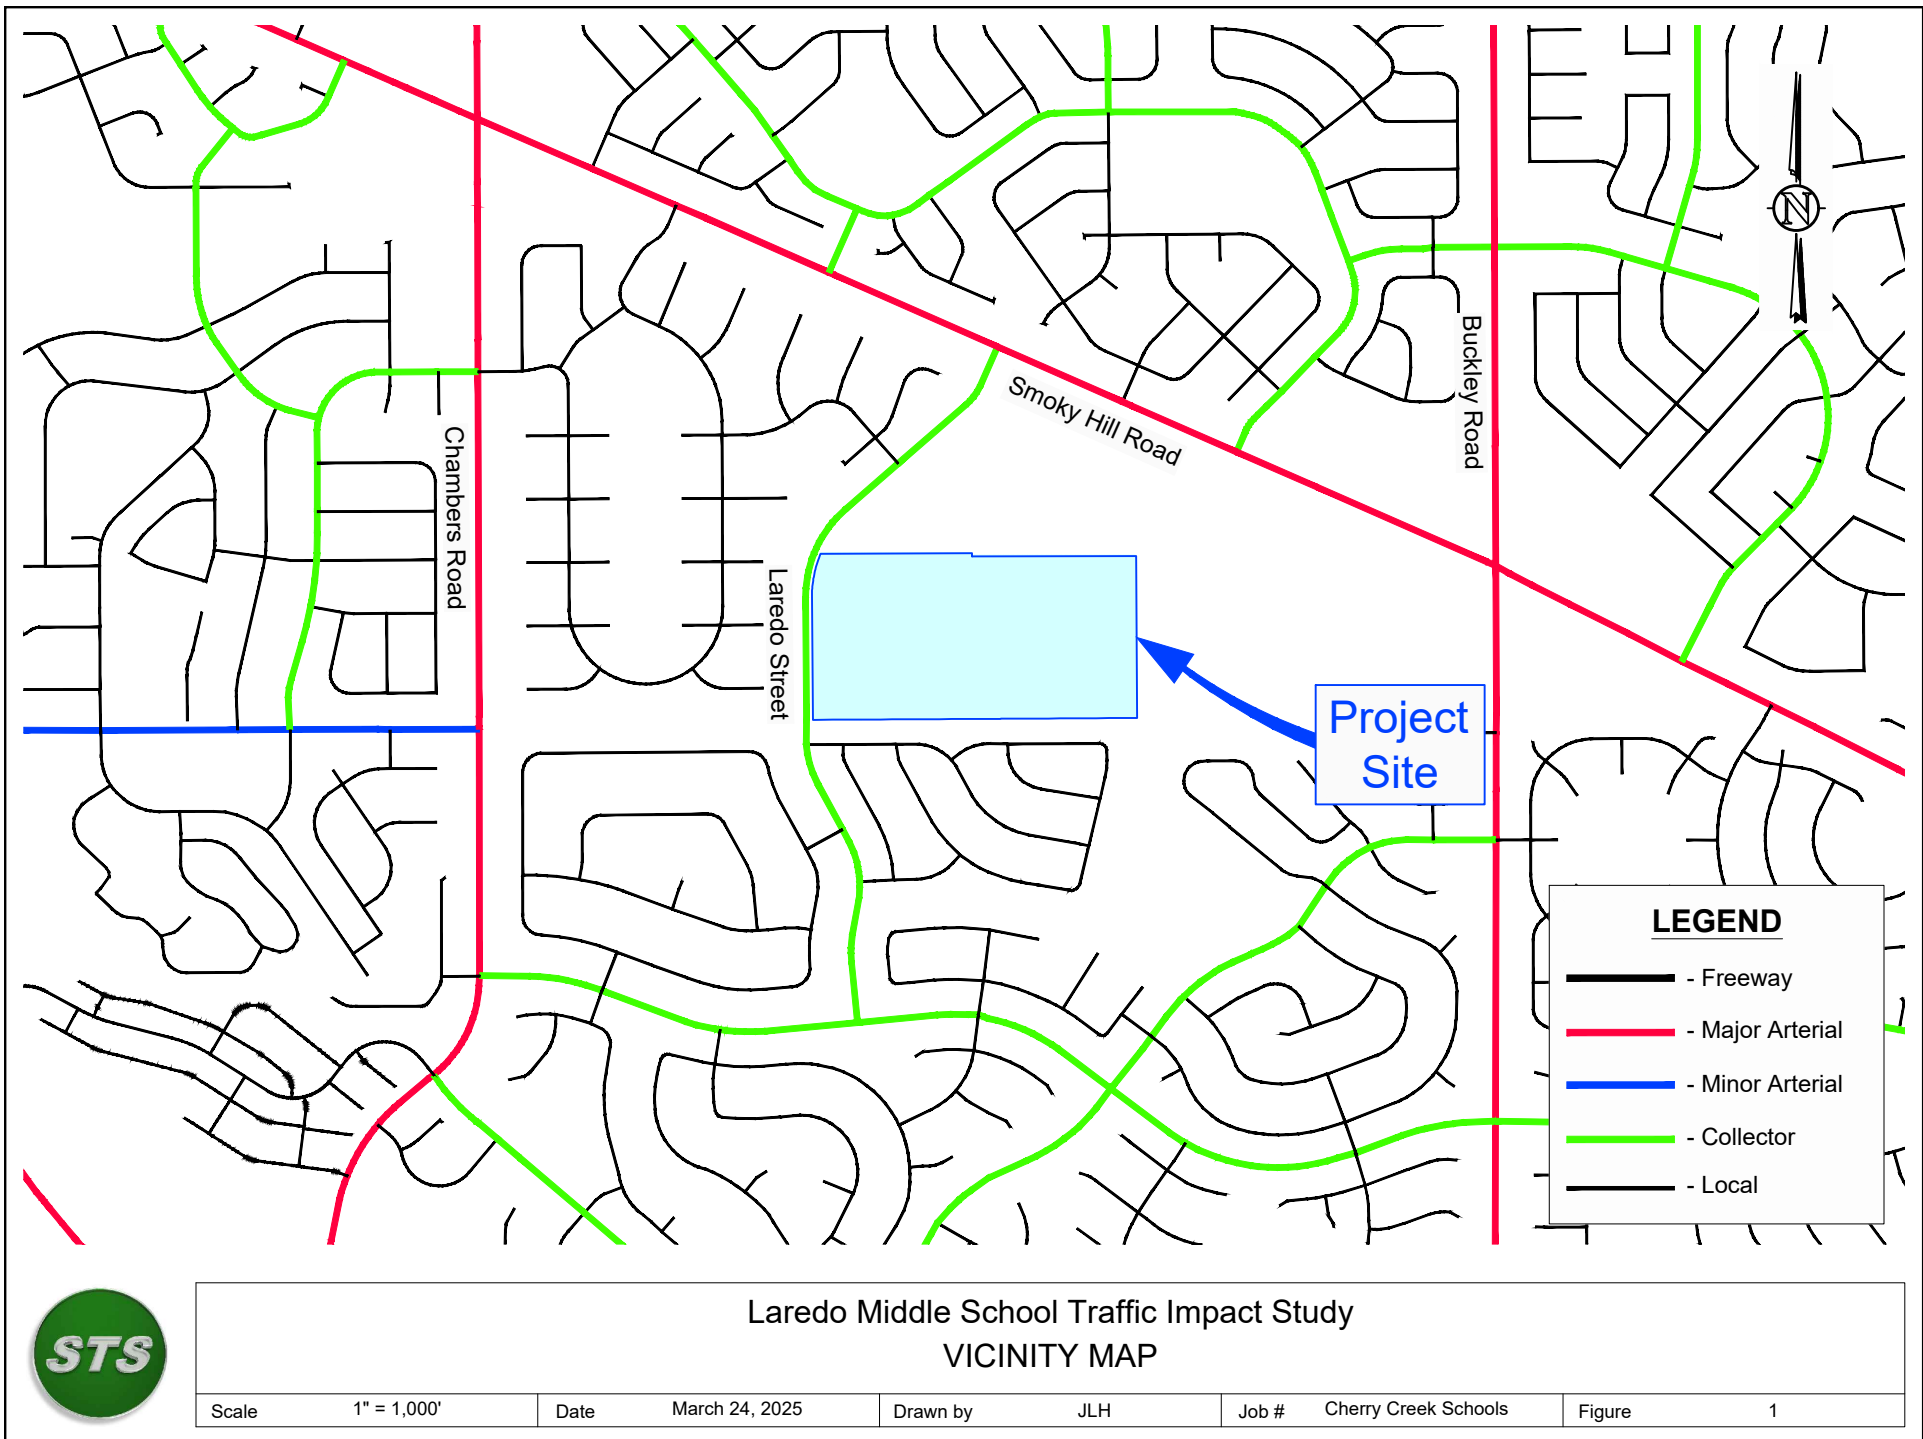 N
Smoky Hill Road
Buckley Road
Chambers Road
Laredo Street
Project
Site
LEGEND
- Freeway
- Major Arterial
- Minor Arterial
- Collector
- Local
STS
Laredo Middle School Traffic Impact Study
VICINITY MAP
Scale 1" = 1,000' Date March 24, 2025 Drawn by JLH Job # Cherry Creek Schools Figure 1